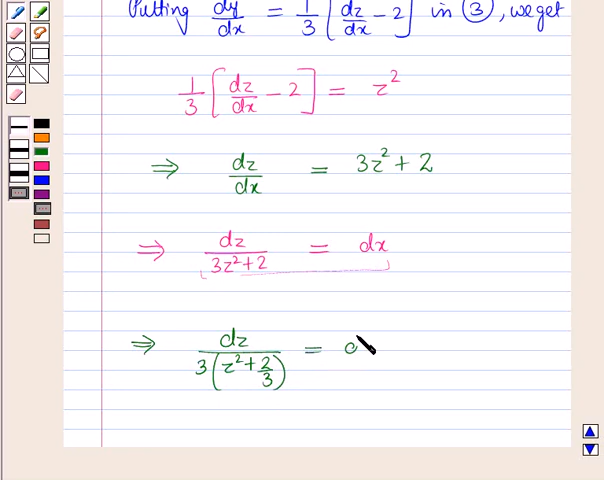 Putting dy/dx = 1/3 [dz/dx - 2] in ③, we get
1/3 [dz/dx - 2] = z²
⇒ dz/dx = 3z² + 2
⇒ dz/(3z²+2) = dx
⇒ dz/(3(z²+2/3)) =